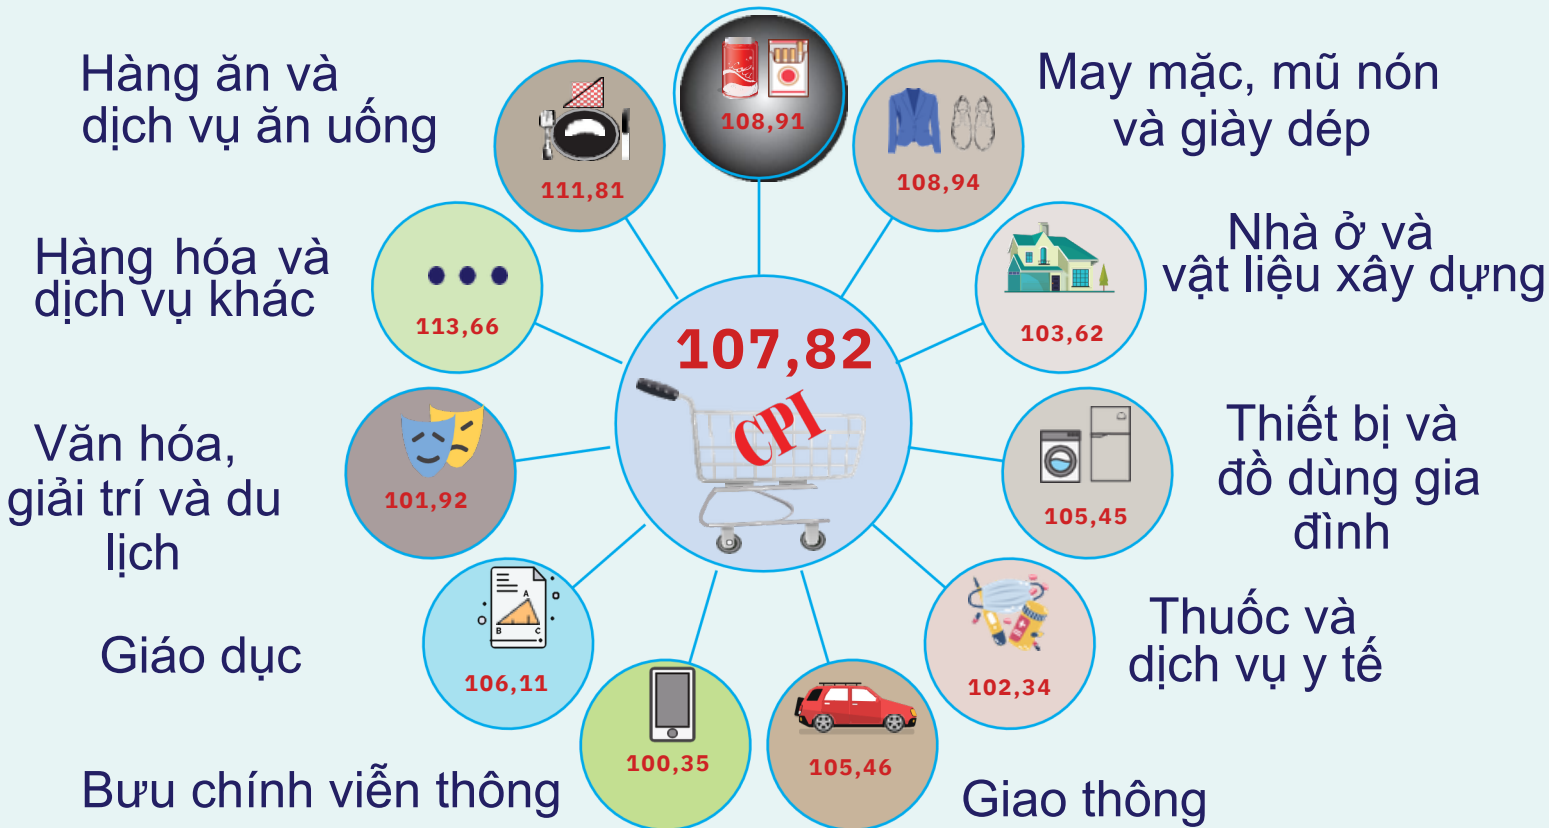 108,91
Hàng ăn và
dịch vụ ăn uống
111,81
May mặc, mũ nón
và giày dép
108,94
Hàng hóa và
dịch vụ khác
113,66
Nhà ở và
vật liệu xây dựng
103,62
107,82
CPI
Văn hóa,
giải trí và du
lịch
101,92
Thiết bị và
đồ dùng gia
đình
105,45
Giáo dục
106,11
A
B
C
Thuốc và
dịch vụ y tế
102,34
Bưu chính viễn thông
100,35
105,46
Giao thông